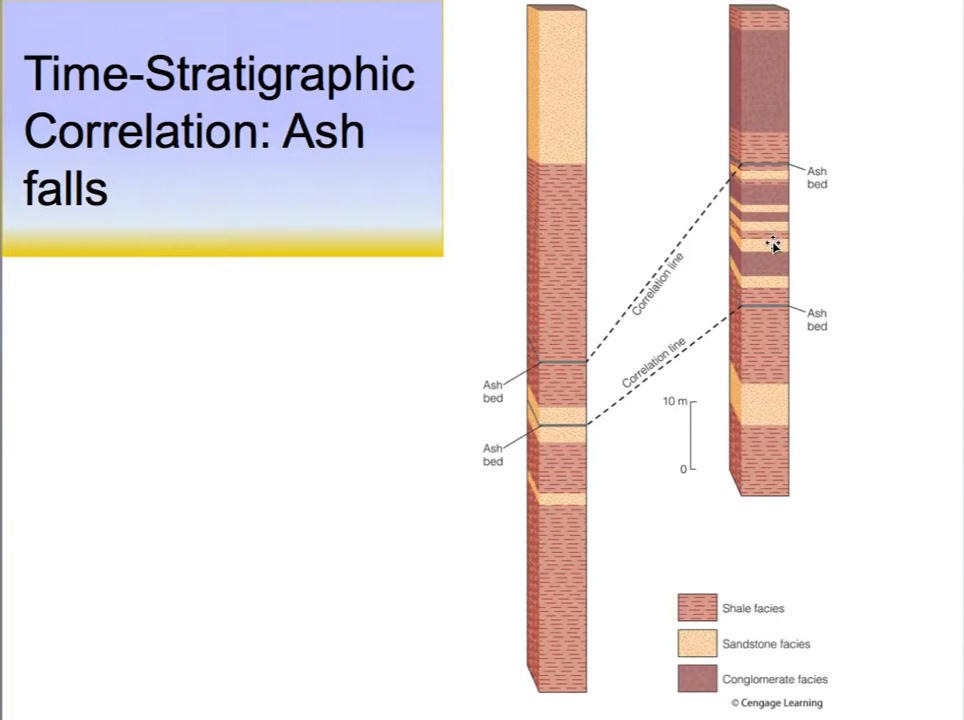 Time-Stratigraphic
Correlation: Ash
falls
Ash
bed
Correlation line
Ash
bed
Correlation line
Ash
bed
10 m
Ash
bed
0
Shale facies
Sandstone facies
Conglomerate facies
© Cengage Learning